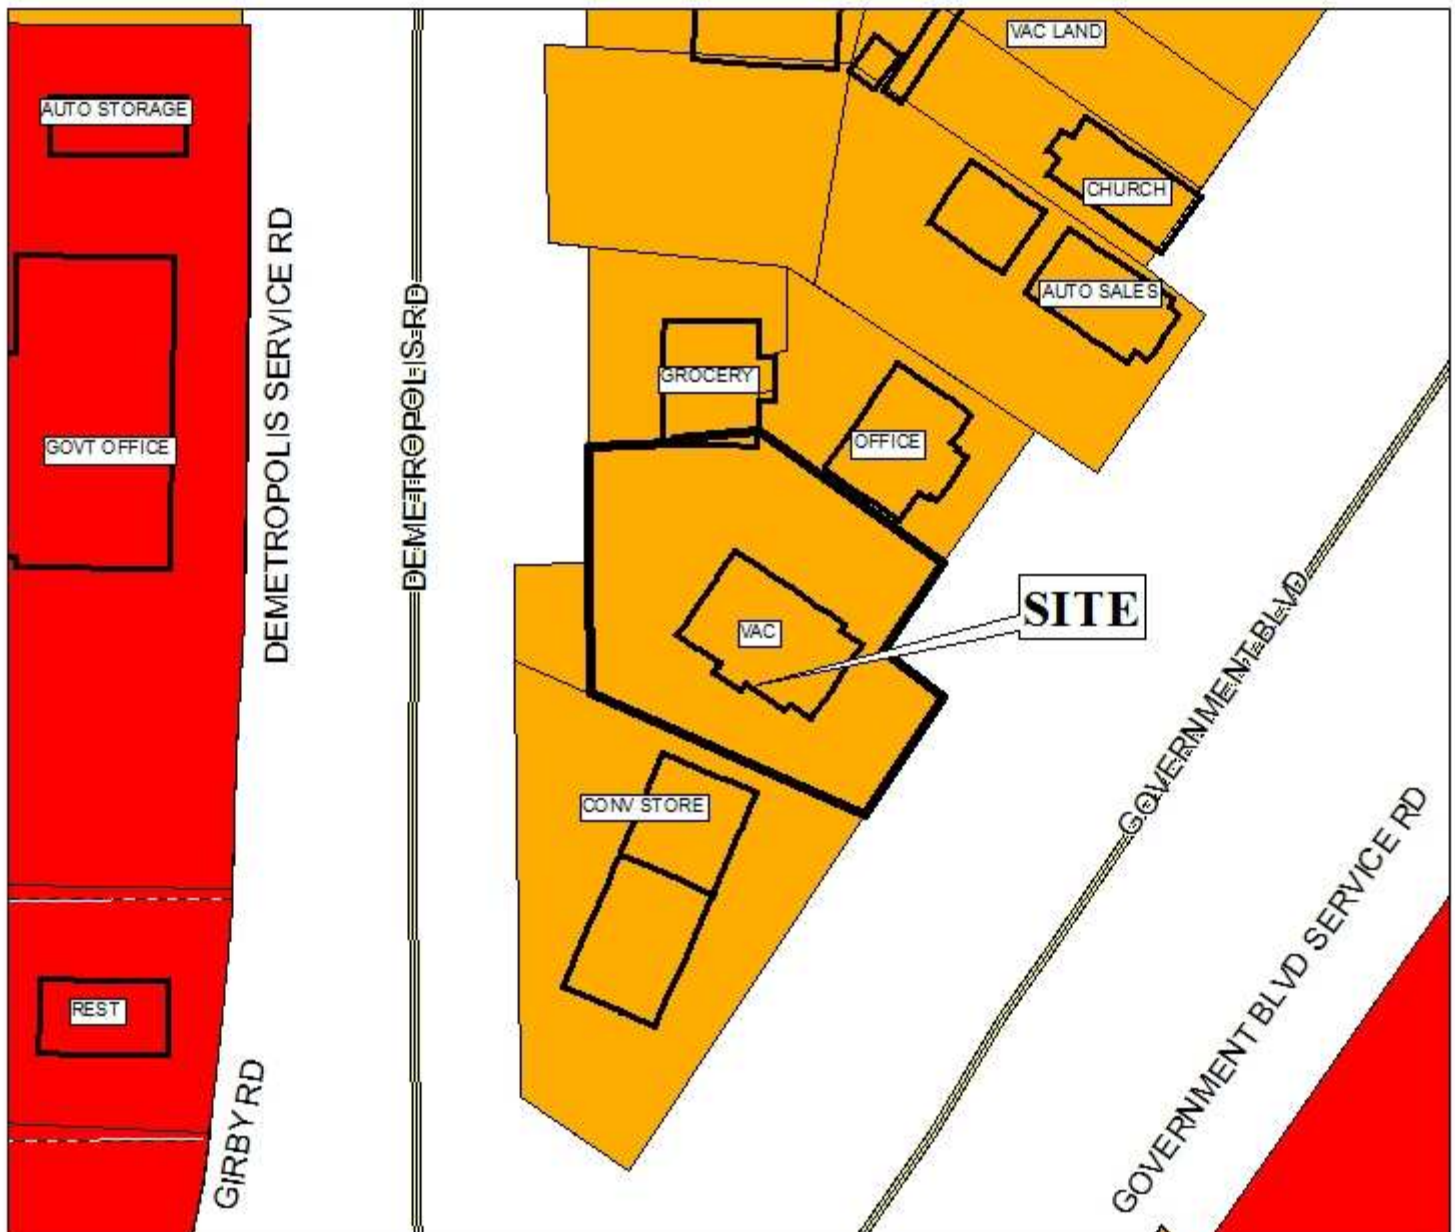 VAC LAND
AUTO STORAGE
CHURCH
AUTO SALES
DEMETROPOLIS SERVICE RD
DEMETROPOLIS RD
GROCERY
OFFICE
GOVT OFFICE
SITE
VAC
GOVERNMENT BLVD
CONV STORE
GOVERNMENT BLVD SERVICE RD
REST
GIRBY RD